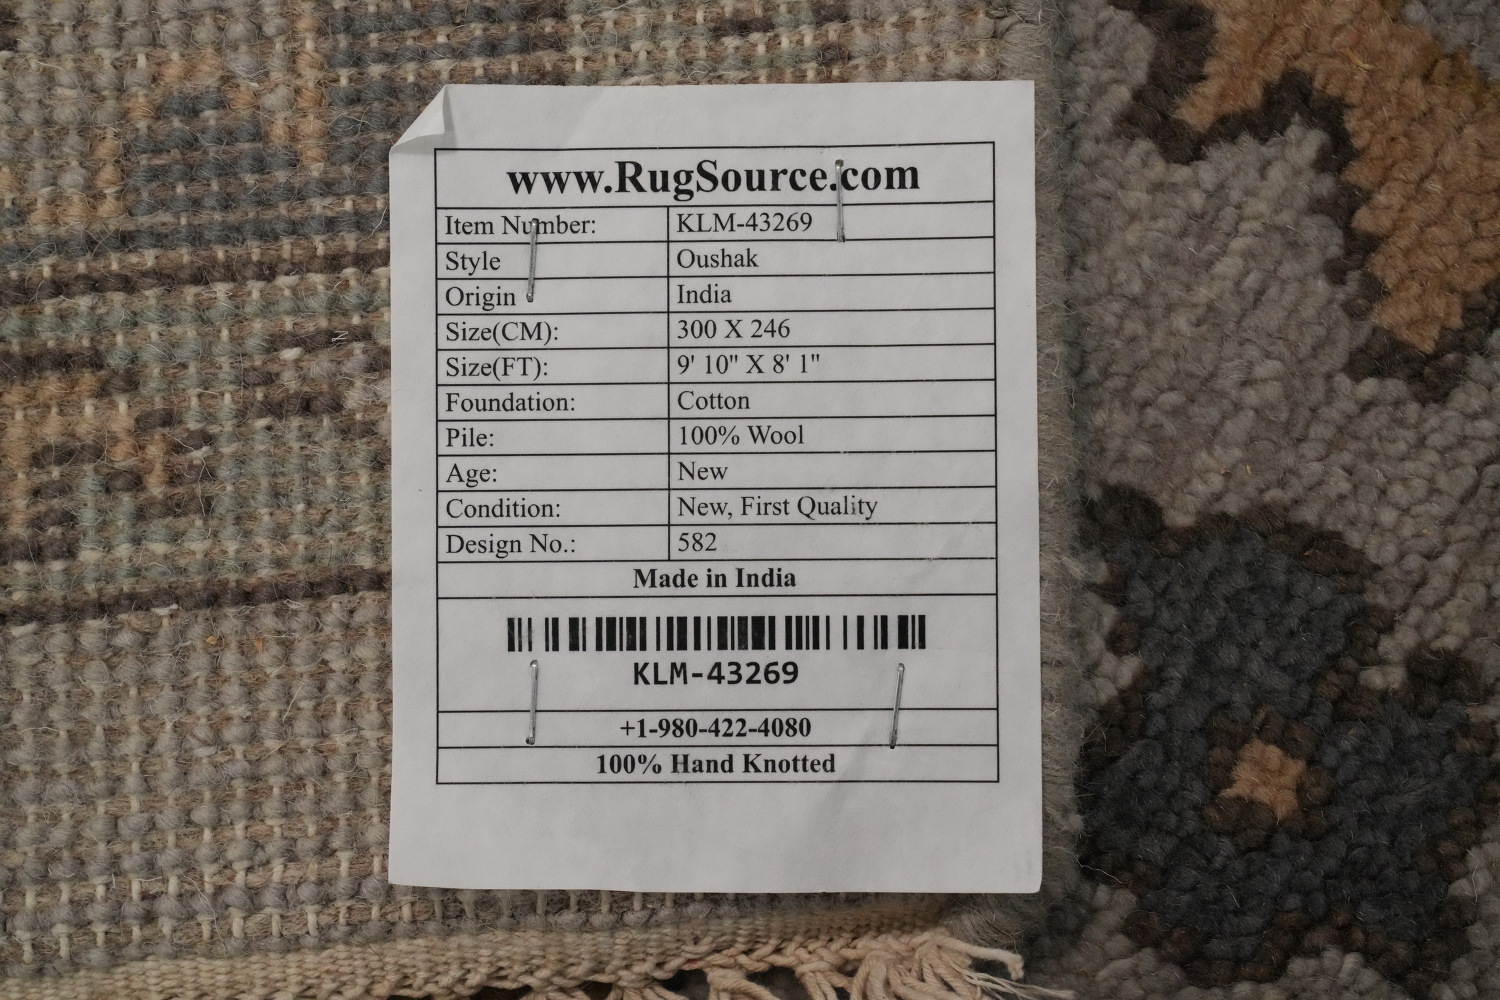 www.RugSource.com
Item Number: KLM-43269
Style Oushak
Origin India
Size(CM): 300 X 246
Size(FT): 9' 10" X 8' 1"
Foundation: Cotton
Pile: 100% Wool
Age: New
Condition: New, First Quality
Design No.: 582
Made in India
KLM-43269
+1-980-422-4080
100% Hand Knotted